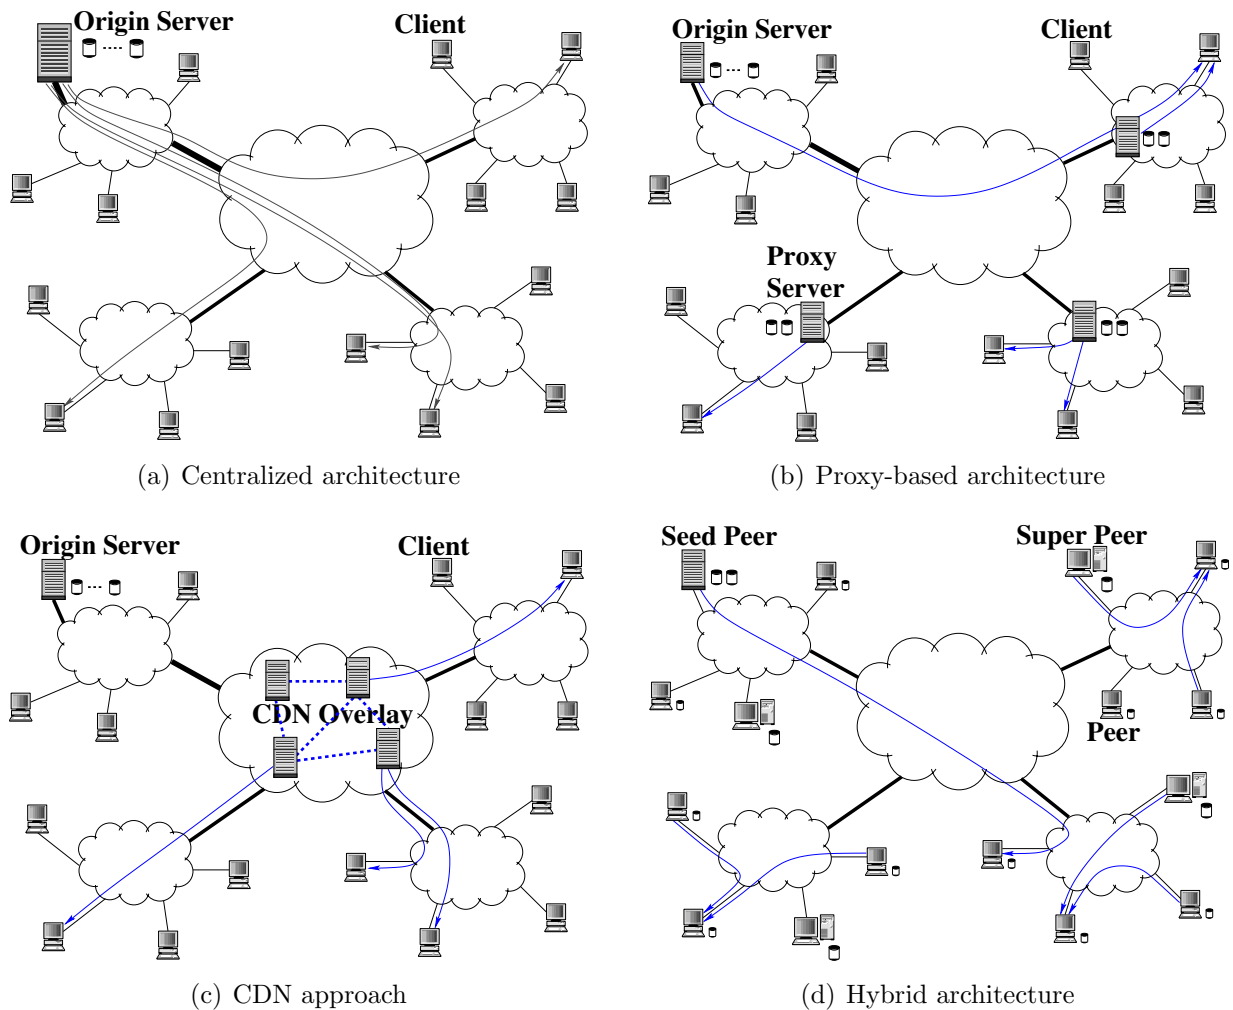 Origin Server
Client
Origin Server
Client
Proxy
Server
(a) Centralized architecture
(b) Proxy-based architecture
Origin Server
Client
CDN Overlay
Seed Peer
Super Peer
Peer
(c) CDN approach
(d) Hybrid architecture